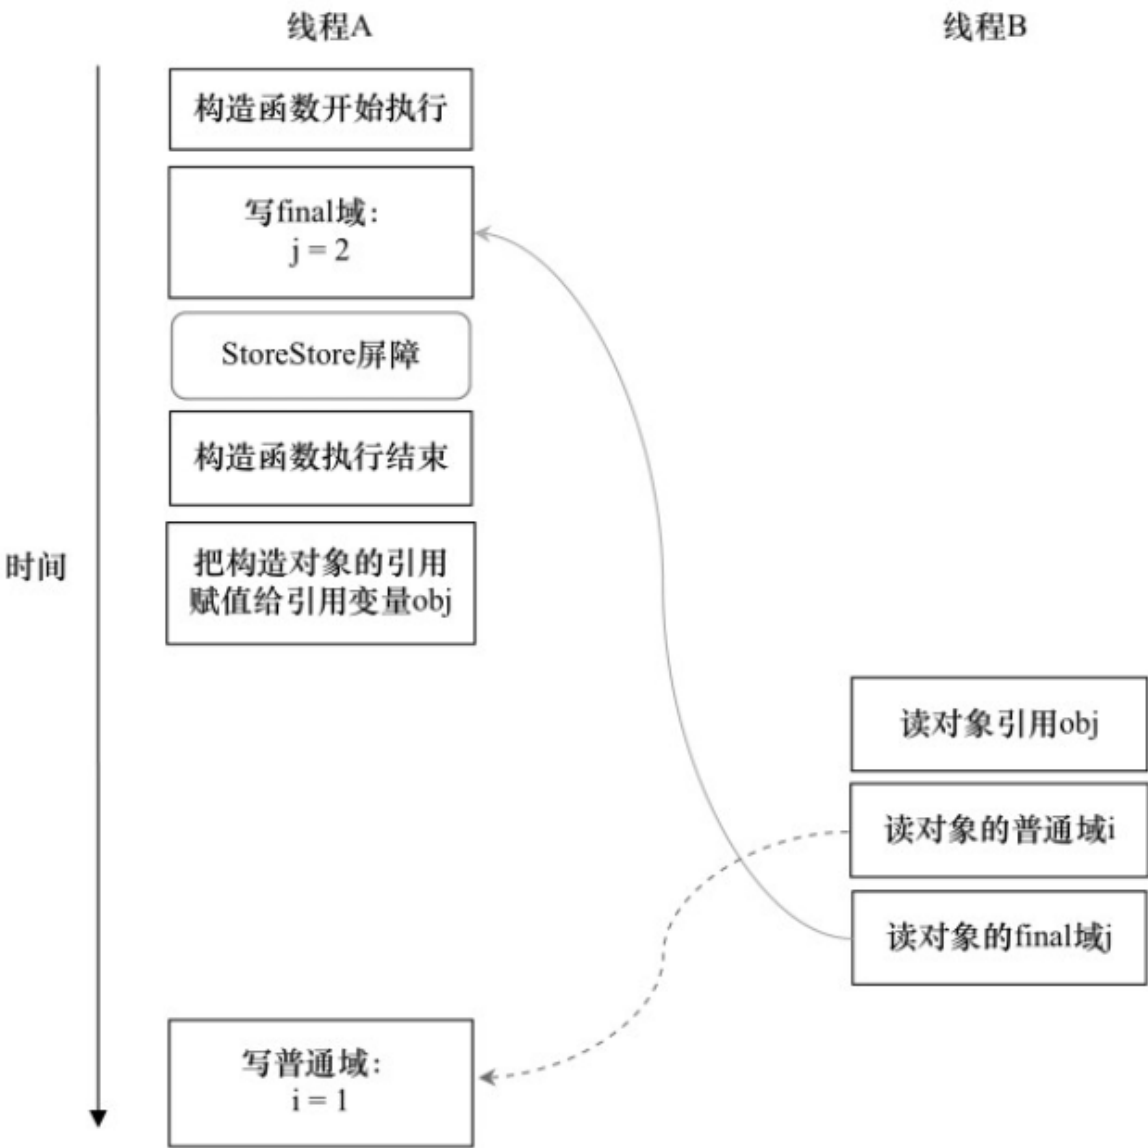 线程A
线程B
构造函数开始执行
写final域：
j = 2
StoreStore屏障
构造函数执行结束
时间
把构造对象的引用
赋值给引用变量obj
读对象引用obj
读对象的普通域i
读对象的final域j
写普通域：
i = 1